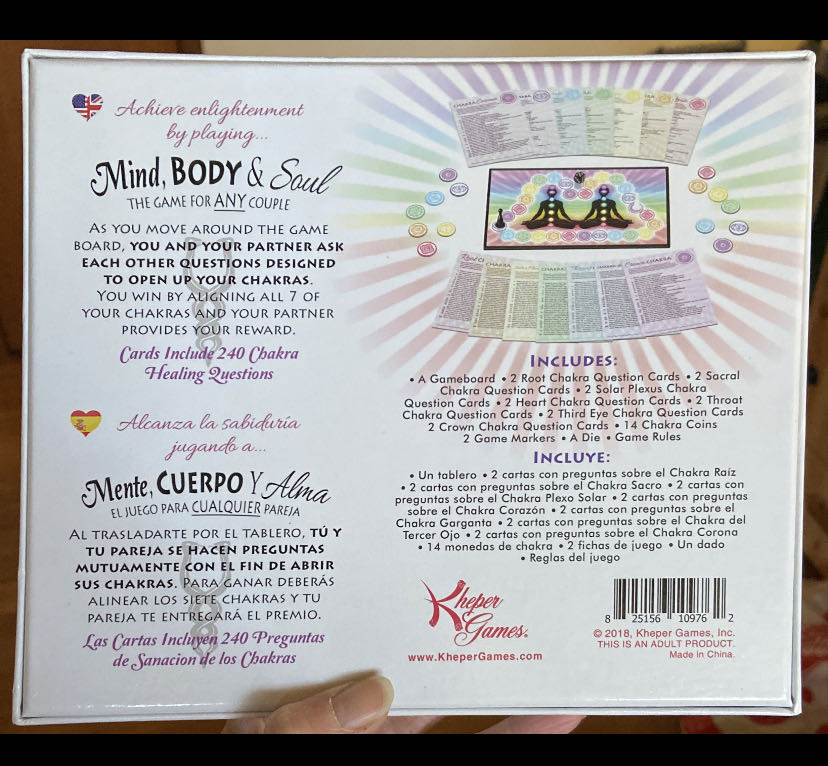 Achieve enlightenment
by playing...
Mind, BODY & Soul
THE GAME FOR ANY COUPLE
AS YOU MOVE AROUND THE GAME
BOARD, YOU AND YOUR PARTNER ASK
EACH OTHER QUESTIONS DESIGNED
TO OPEN UP YOUR CHAKRAS.
YOU WIN BY ALIGNING ALL 7 OF
YOUR CHAKRAS AND YOUR PARTNER
PROVIDES YOUR REWARD.
Cards Include 240 Chakra
Healing Questions
Alcanza la sabiduría
jugando a...
Mente, CUERPO Y Alma
EL JUEGO PARA CUALQUIER PAREJA
AL TRASLADARTE POR EL TABLERO, TÚ Y
TU PAREJA SE HACEN PREGUNTAS
MUTUAMENTE CON EL FIN DE ABRIR
SUS CHAKRAS. PARA GANAR DEBERÁS
ALINEAR LOS SIETE CHAKRAS Y TU
PAREJA TE ENTREGARÁ EL PREMIO.
Las Cartas Incluyen 240 Preguntas
de Sanacion de los Chakras
INCLUDES:
• A Gameboard • 2 Root Chakra Question Cards • 2 Sacral
Chakra Question Cards • 2 Solar Plexus Chakra
Question Cards • 2 Heart Chakra Question Cards • 2 Throat
Chakra Question Cards • 2 Third Eye Chakra Question Cards
2 Crown Chakra Question Cards • 14 Chakra Coins
2 Game Markers • A Die • Game Rules
INCLUYE:
• Un tablero • 2 cartas con preguntas sobre el Chakra Raíz
• 2 cartas con preguntas sobre el Chakra Sacro • 2 cartas con
preguntas sobre el Chakra Plexo Solar • 2 cartas con preguntas
sobre el Chakra Corazón • 2 cartas con preguntas sobre el
Chakra Garganta • 2 cartas con preguntas sobre el Chakra del
Tercer Ojo • 2 cartas con preguntas sobre el Chakra Corona
• 14 monedas de chakra • 2 fichas de juego • Un dado
• Reglas del juego
Kheper
Games.
www.KheperGames.com
8 25156 10976 2
© 2018, Kheper Games, Inc.
THIS IS AN ADULT PRODUCT.
Made in China.